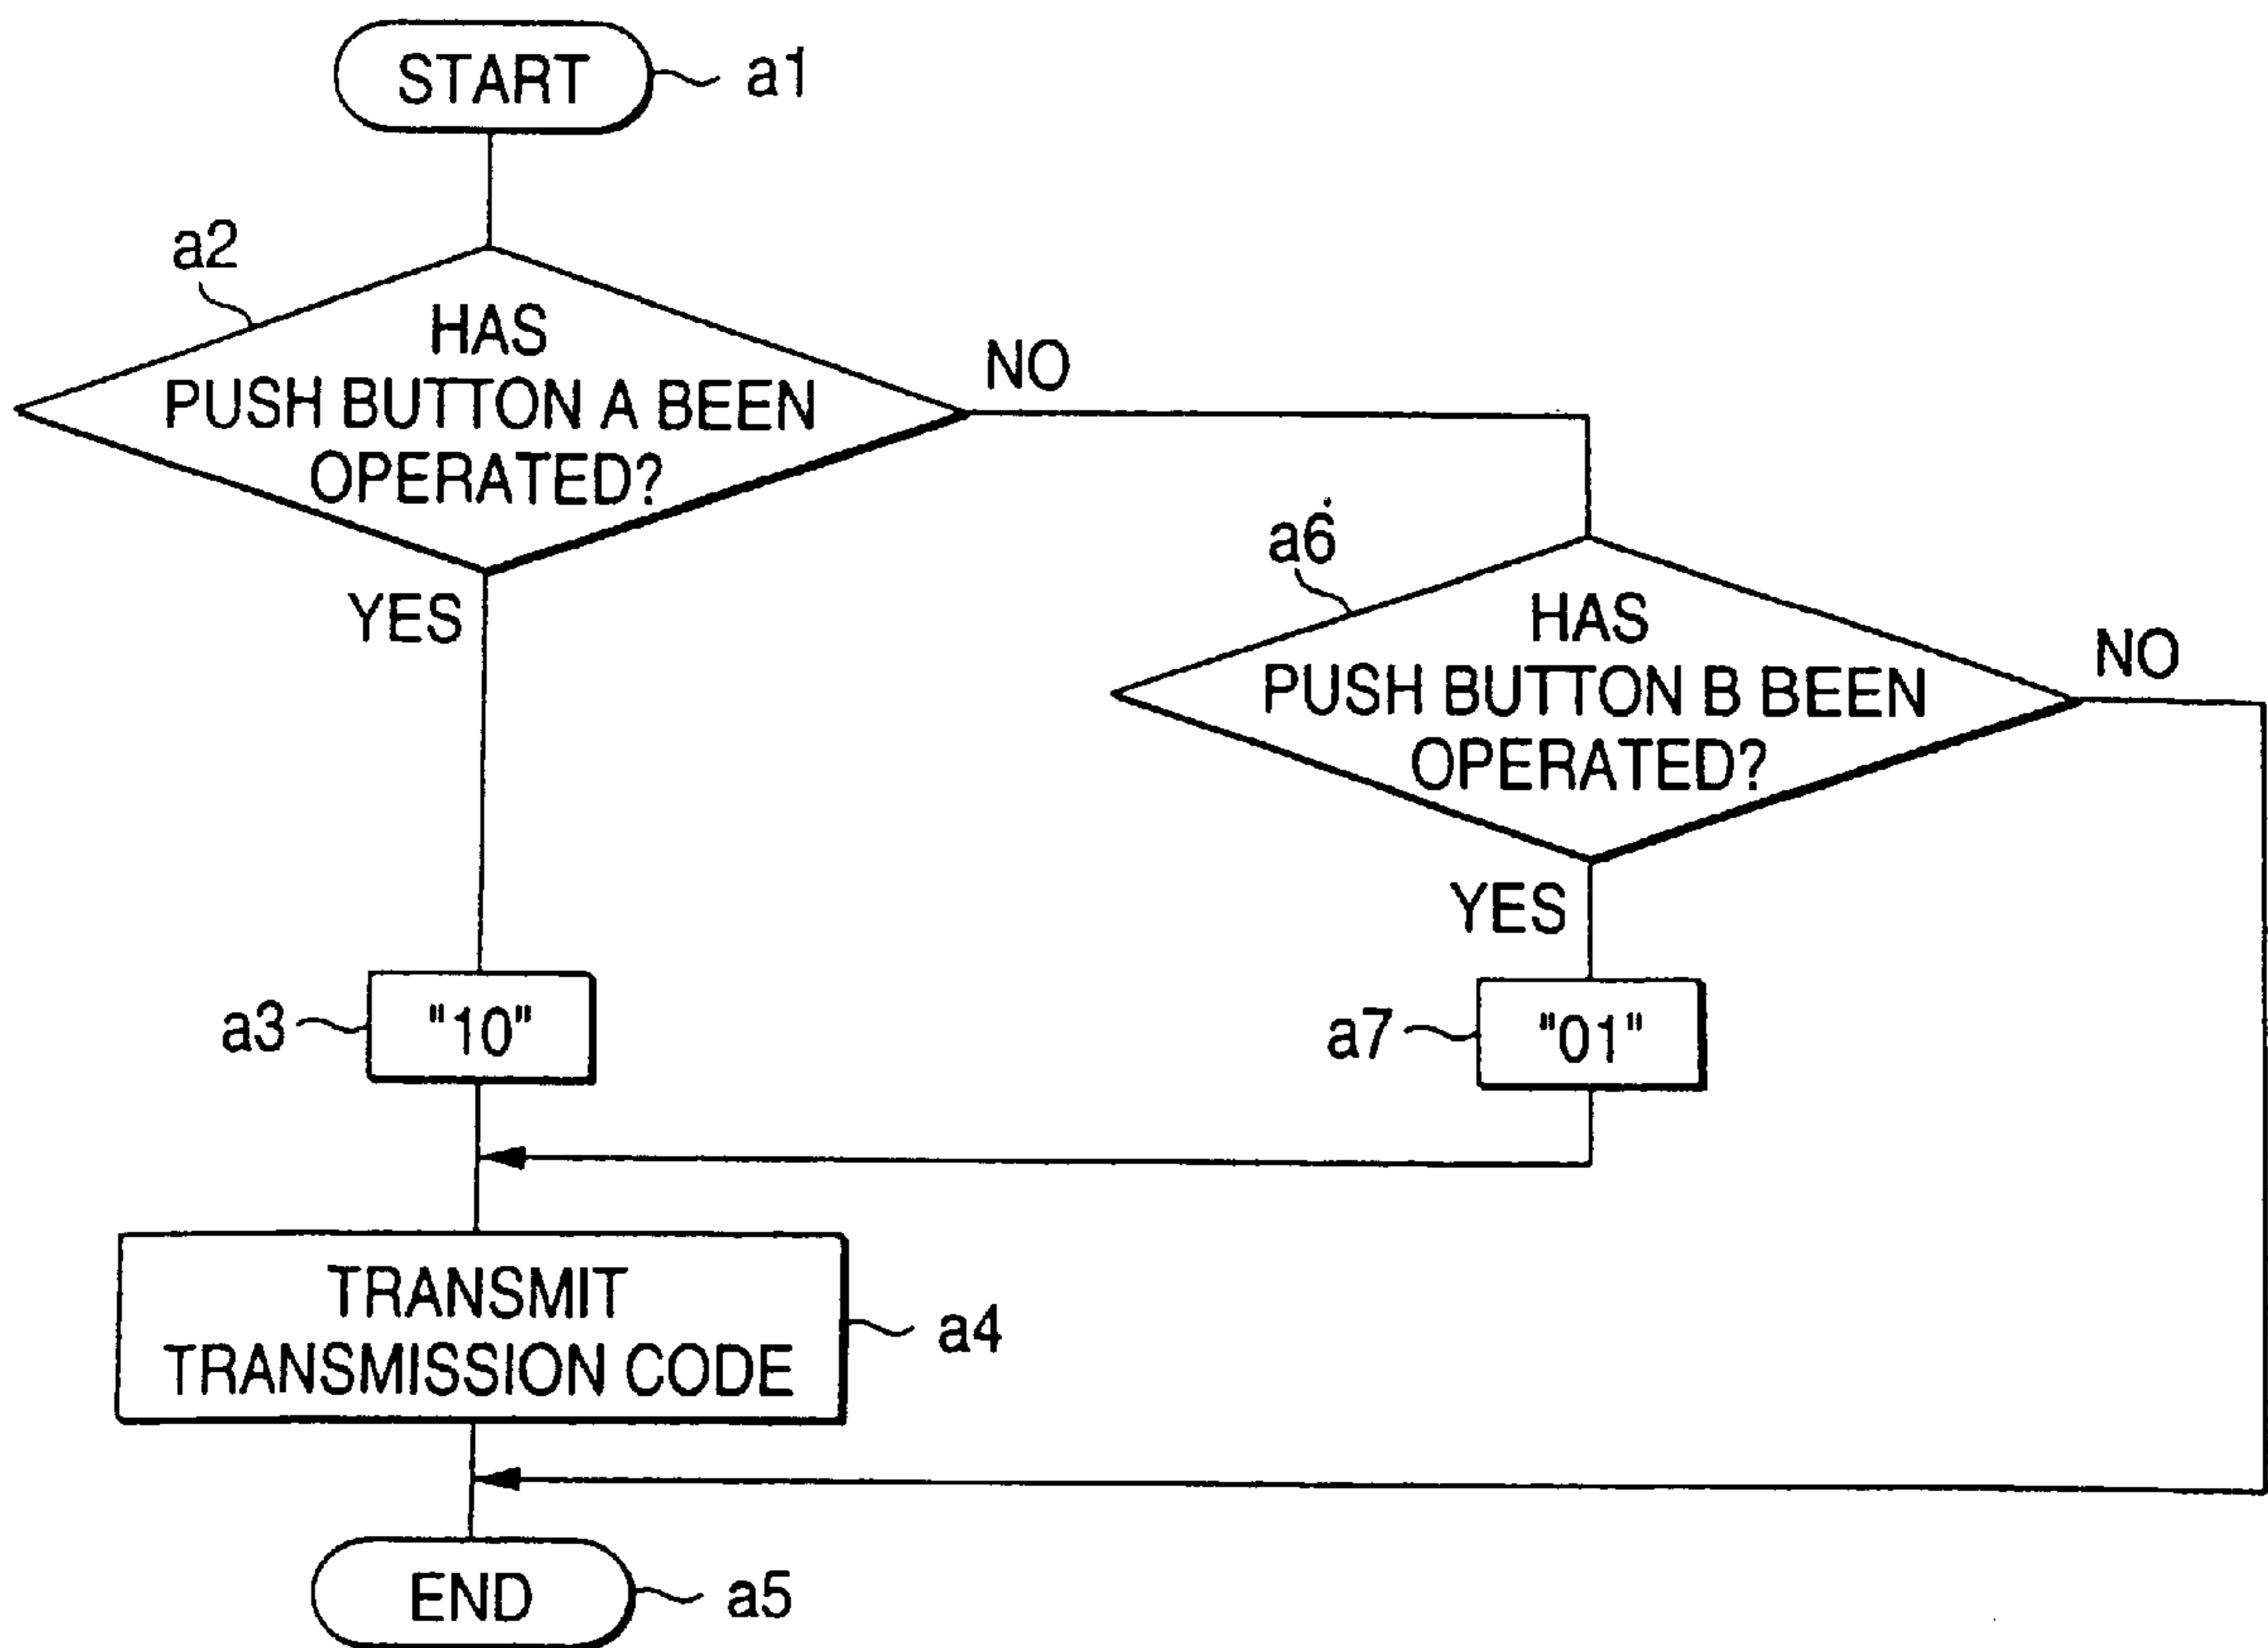 START
a1
a2
HAS
PUSH BUTTON A BEEN
OPERATED?
NO
YES
a6
HAS
PUSH BUTTON B BEEN
OPERATED?
NO
YES
a3
"10"
a7
"01"
TRANSMIT
TRANSMISSION CODE
a4
END
a5